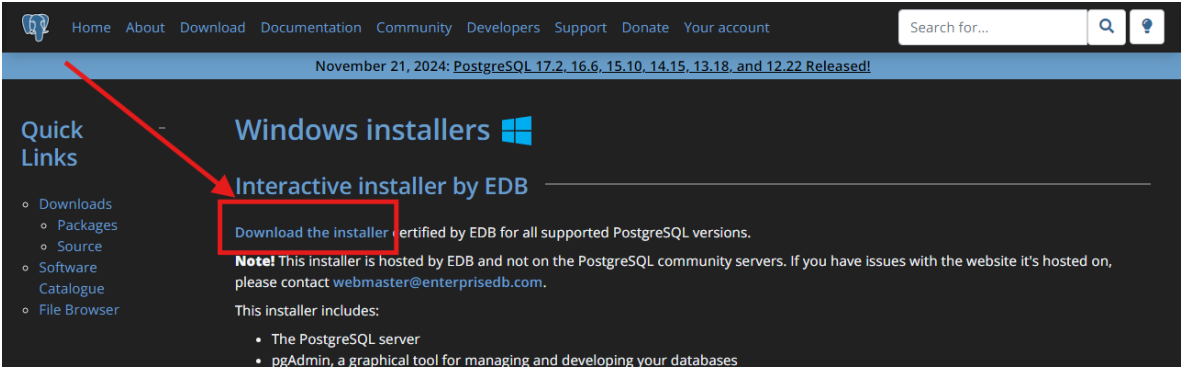 Home About Download Documentation Community Developers Support Donate Your account Search for...
November 21, 2024: PostgreSQL 17.2, 16.6, 15.10, 14.15, 13.18, and 12.22 Released!
Quick
Links
Downloads
Packages
Source
Software
Catalogue
File Browser
Windows installers
Interactive installer by EDB
Download the installer certified by EDB for all supported PostgreSQL versions.
Note! This installer is hosted by EDB and not on the PostgreSQL community servers. If you have issues with the website it's hosted on,
please contact webmaster@enterprisedb.com.
This installer includes:
The PostgreSQL server
pgAdmin, a graphical tool for managing and developing your databases